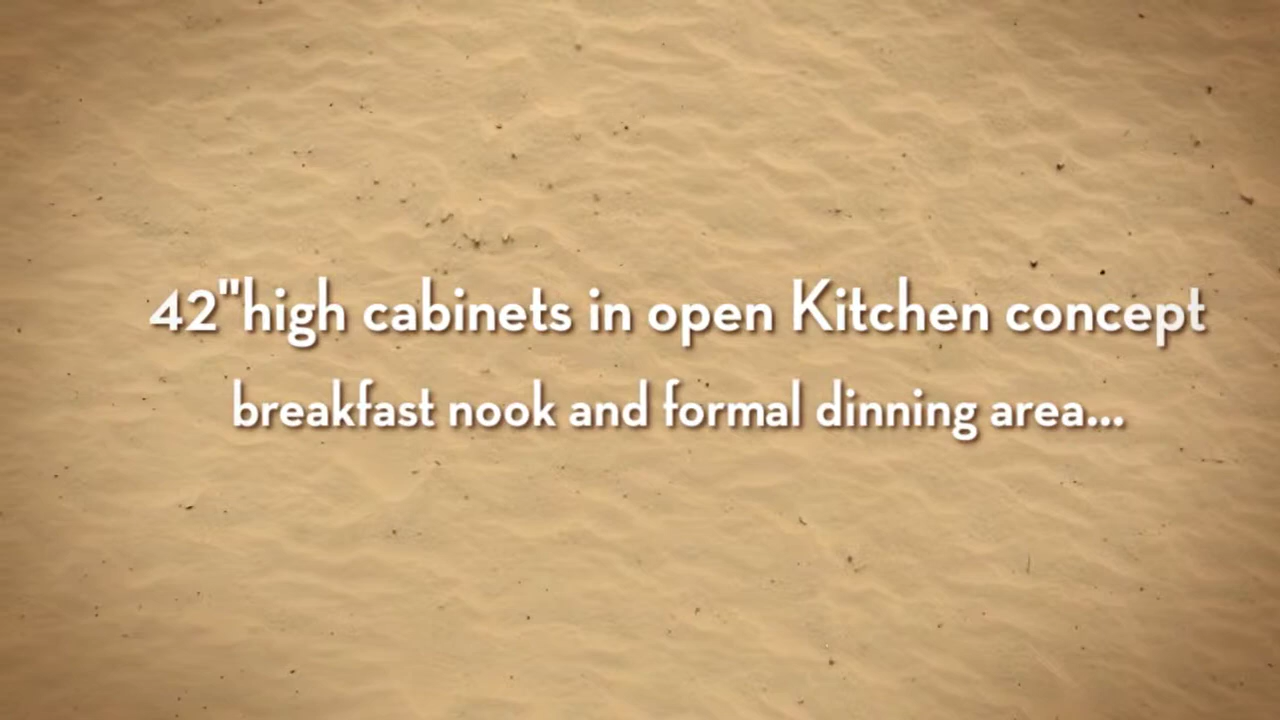 42"high cabinets in open Kitchen concept
breakfast nook and formal dinning area...